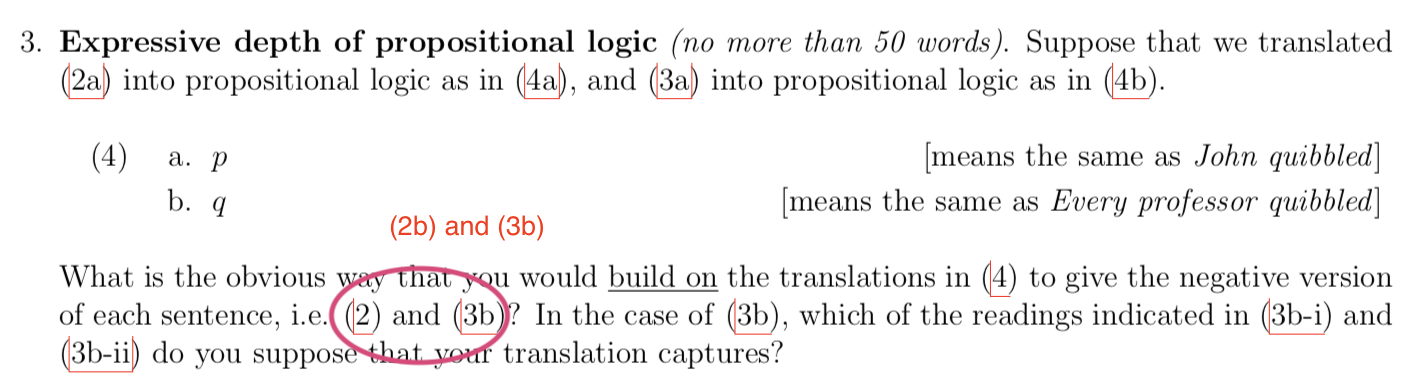 3. Expressive depth of propositional logic (no more than 50 words). Suppose that we translated
(2a) into propositional logic as in (4a), and (3a) into propositional logic as in (4b).
(4) a. p [means the same as John quibbled]
b. q [means the same as Every professor quibbled]
(2b) and (3b)
What is the obvious way that you would build on the translations in (4) to give the negative version
of each sentence, i.e. (2) and (3b)? In the case of (3b), which of the readings indicated in (3b-i) and
(3b-ii) do you suppose that your translation captures?